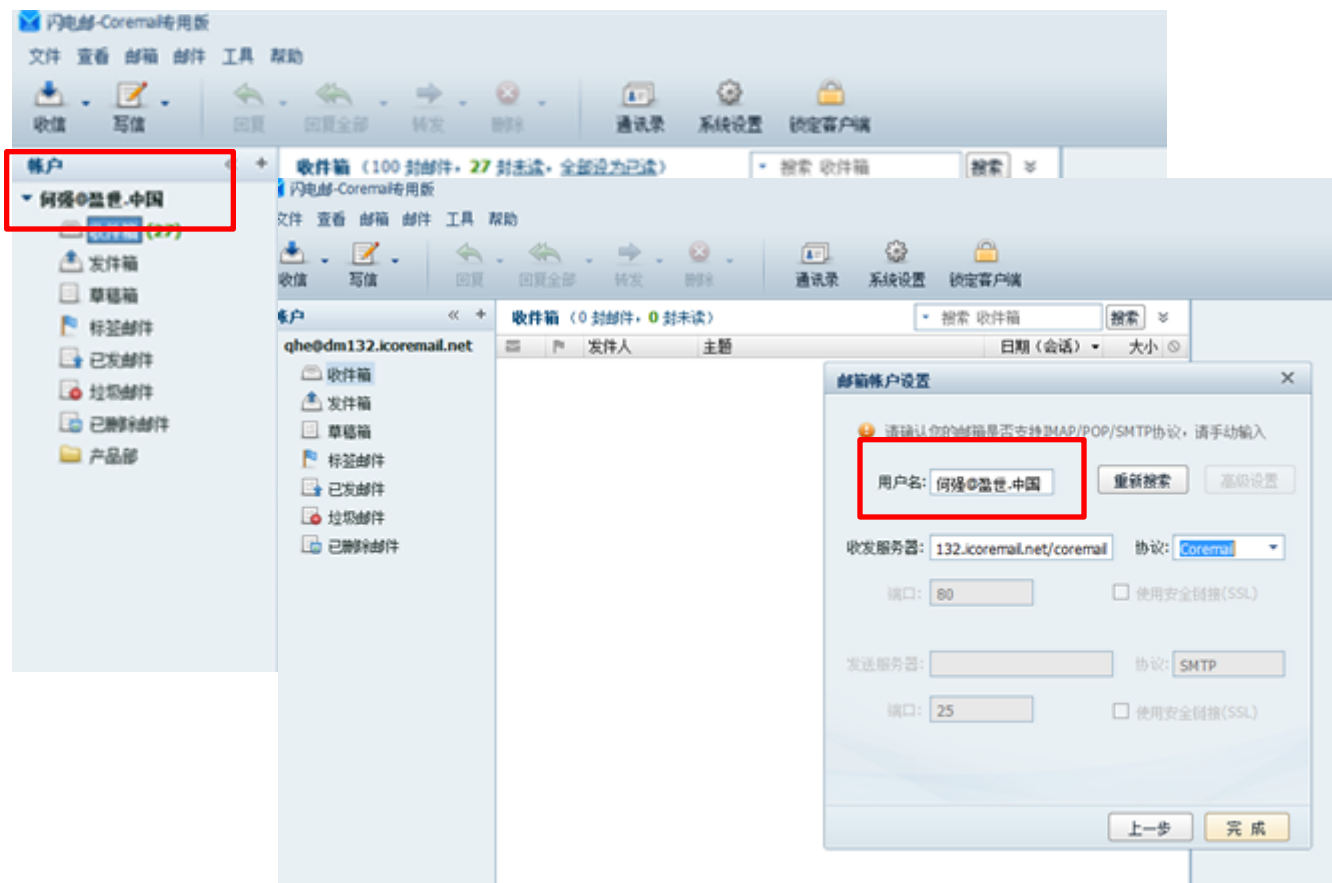 闪电邮-Coremail专用版
文件 查看 邮箱 邮件 工具 帮助
收信 写信 回复 回复全部 转发 删除 通讯录 系统设置 锁定客户端
帐户 « +
收件箱 (100 封邮件, 27 封未读, 全部设为已读) 搜索 收件箱 搜索
何强@盈世.中国
收件箱 (27)
发件箱
草稿箱
标签邮件
已发邮件
垃圾邮件
已删除邮件
产品部
闪电邮-Coremail专用版
文件 查看 邮箱 邮件 工具 帮助
收信 写信 回复 回复全部 转发 删除 通讯录 系统设置 锁定客户端
帐户 « +
收件箱 (0 封邮件, 0 封未读) 搜索 收件箱 搜索
qhe@dm132.icoremail.net
发件人 主题 日期 (会话) 大小
收件箱
发件箱
草稿箱
标签邮件
已发邮件
垃圾邮件
已删除邮件
邮箱帐户设置
请确认你的邮箱是否支持IMAP/POP/SMTP协议,请手动输入
用户名: 何强@盈世.中国 重新搜索 高级设置
收发服务器: 132.icoremail.net/coremail 协议: Coremail
端口: 80 使用安全链接(SSL)
发送服务器: 协议: SMTP
端口: 25 使用安全链接(SSL)
上一步 完成